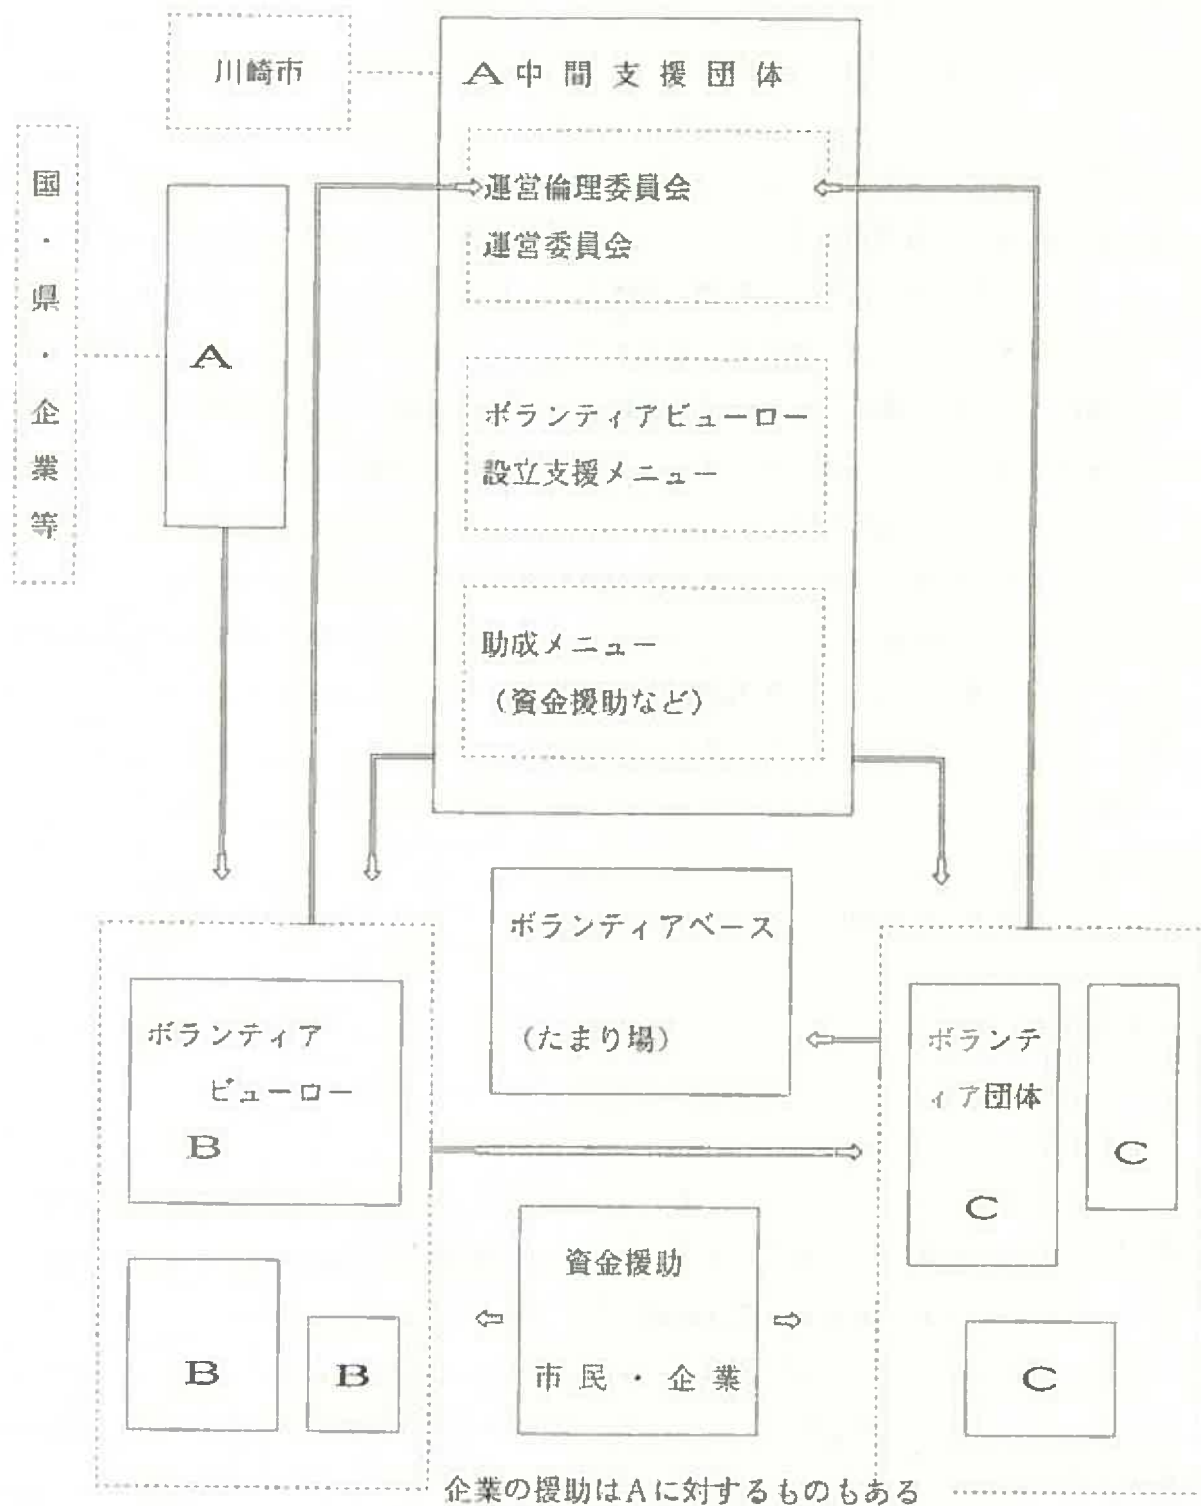 川崎市
A中間支援団体
国・県・企業等
A
運営倫理委員会
運営委員会
ボランティアビューロー
設立支援メニュー
助成メニュー
（資金援助など）
ボランティアベース
（たまり場）
ボランティア
ビューロー
B
B
B
ボランテ
ィア団体
C
C
C
資金援助
市民・企業
企業の援助はAに対するものもある